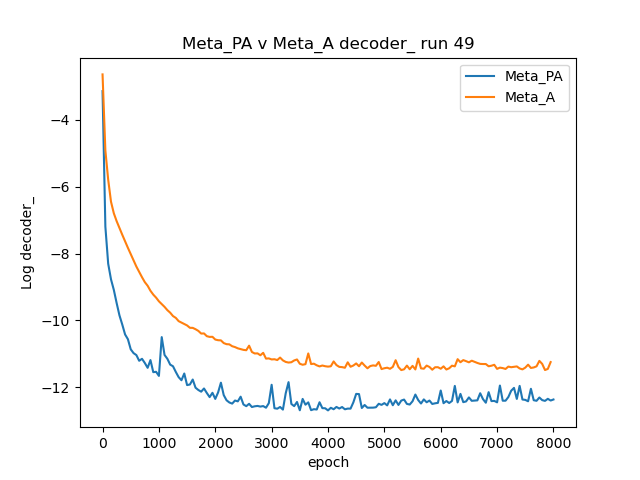 Meta_PA v Meta_A decoder_ run 49
Meta_PA
Meta_A
Log decoder_
−4
−6
−8
−10
−12
0 1000 2000 3000 4000 5000 6000 7000 8000
epoch